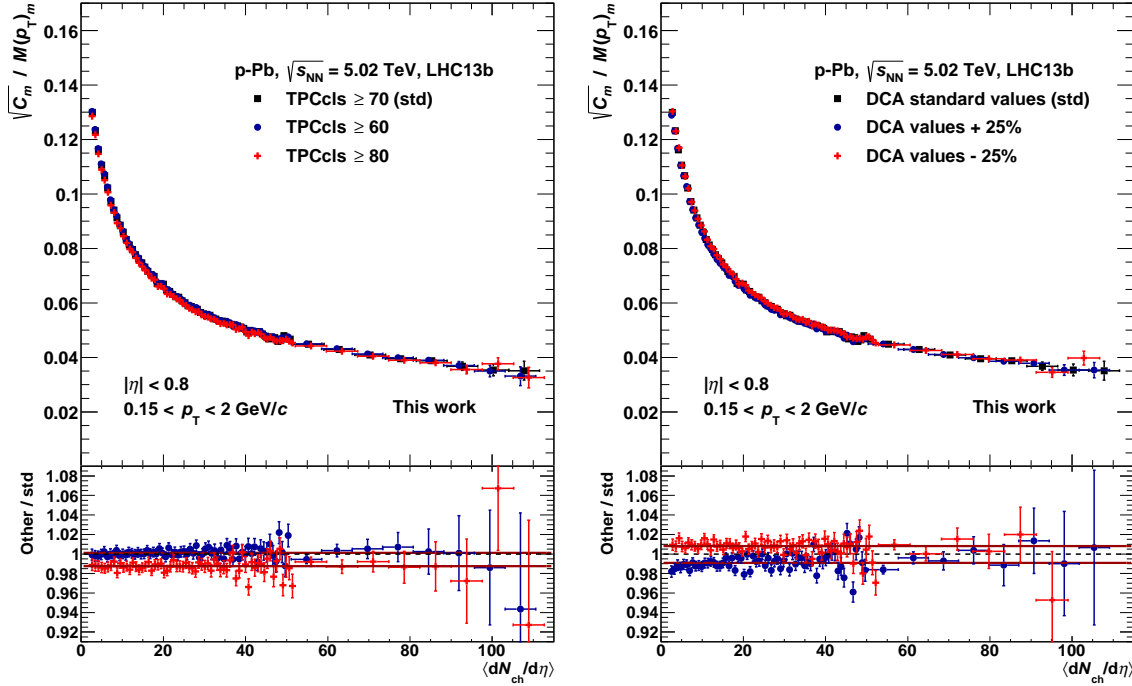 √C_m / M(p_T)_m
0.16
0.14
0.12
0.1
0.08
0.06
0.04
0.02
p-Pb, √s_NN = 5.02 TeV, LHC13b
TPCcls ≥ 70 (std)
TPCcls ≥ 60
TPCcls ≥ 80
|η| < 0.8
0.15 < p_T < 2 GeV/c
This work
Other / std
1.08
1.06
1.04
1.02
1
0.98
0.96
0.94
0.92
0 20 40 60 80 100
⟨dN_ch/dη⟩
√C_m / M(p_T)_m
0.16
0.14
0.12
0.1
0.08
0.06
0.04
0.02
p-Pb, √s_NN = 5.02 TeV, LHC13b
DCA standard values (std)
DCA values + 25%
DCA values - 25%
|η| < 0.8
0.15 < p_T < 2 GeV/c
This work
Other / std
1.08
1.06
1.04
1.02
1
0.98
0.96
0.94
0.92
0 20 40 60 80 100
⟨dN_ch/dη⟩